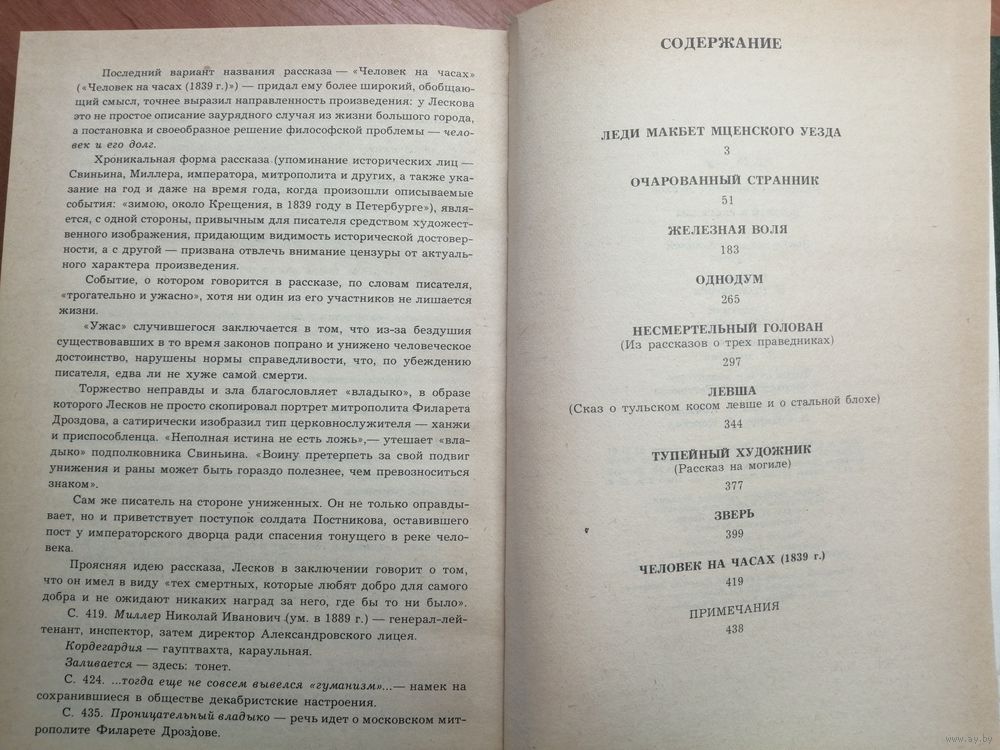 Последний вариант названия рассказа — «Человек на часах»
(«Человек на часах (1839 г.)») — придал ему более широкий, обобщаю-
щий смысл, точнее выразил направленность произведения: у Лескова
это не простое описание заурядного случая из жизни большого города,
а постановка и своеобразное решение философской проблемы — чело-
век и его долг.
Хроникальная форма рассказа (упоминание исторических лиц —
Свиньина, Миллера, императора, митрополита и других, а также ука-
зание на год и даже на время года, когда произошли описываемые
события: «зимою, около Крещения, в 1839 году в Петербурге»), явля-
ется, с одной стороны, привычным для писателя средством художест-
венного изображения, придающим видимость исторической достовер-
ности, а с другой — призвана отвлечь внимание цензуры от актуаль-
ного характера произведения.
Событие, о котором говорится в рассказе, по словам писателя,
«трогательно и ужасно», хотя ни один из его участников не лишается
жизни.
«Ужас» случившегося заключается в том, что из-за бездушия
существовавших в то время законов попрано и унижено человеческое
достоинство, нарушены нормы справедливости, что, по убеждению
писателя, едва ли не хуже самой смерти.
Торжество неправды и зла благословляет «владыко», в образе
которого Лесков не просто скопировал портрет митрополита Филарета
Дроздова, а сатирически изобразил тип церковнослужителя — ханжи
и приспособленца. «Неполная истина не есть ложь»,— утешает «вла-
дыко» подполковника Свиньина. «Воину претерпеть за свой подвиг
унижения и раны может быть гораздо полезнее, чем превозноситься
знаком».
Сам же писатель на стороне униженных. Он не только оправды-
вает, но и приветствует поступок солдата Постникова, оставившего
пост у императорского дворца ради спасения тонущего в реке чело-
века.
Проясняя идею рассказа, Лесков в заключении говорит о том,
что он имел в виду «тех смертных, которые любят добро для самого
добра и не ожидают никаких наград за него, где бы то ни было».
С. 419. Миллер Николай Иванович (ум. в 1889 г.) — генерал-лей-
тенант, инспектор, затем директор Александровского лицея.
Кордегардия — гауптвахта, караульная.
Заливается — здесь: тонет.
С. 424. ...тогда еще не совсем вывелся «гуманизм»...— намек на
сохранившиеся в обществе декабристские настроения.
С. 435. Проницательный владыко — речь идет о московском мит-
рополите Филарете Дроздове.
СОДЕРЖАНИЕ
ЛЕДИ МАКБЕТ МЦЕНСКОГО УЕЗДА
3
ОЧАРОВАННЫЙ СТРАННИК
51
ЖЕЛЕЗНАЯ ВОЛЯ
183
ОДНОДУМ
265
НЕСМЕРТЕЛЬНЫЙ ГОЛОВАН
(Из рассказов о трех праведниках)
297
ЛЕВША
(Сказ о тульском косом левше и о стальной блохе)
344
ТУПЕЙНЫЙ ХУДОЖНИК
(Рассказ на могиле)
377
ЗВЕРЬ
399
ЧЕЛОВЕК НА ЧАСАХ (1839 г.)
419
ПРИМЕЧАНИЯ
438
www.ay.by